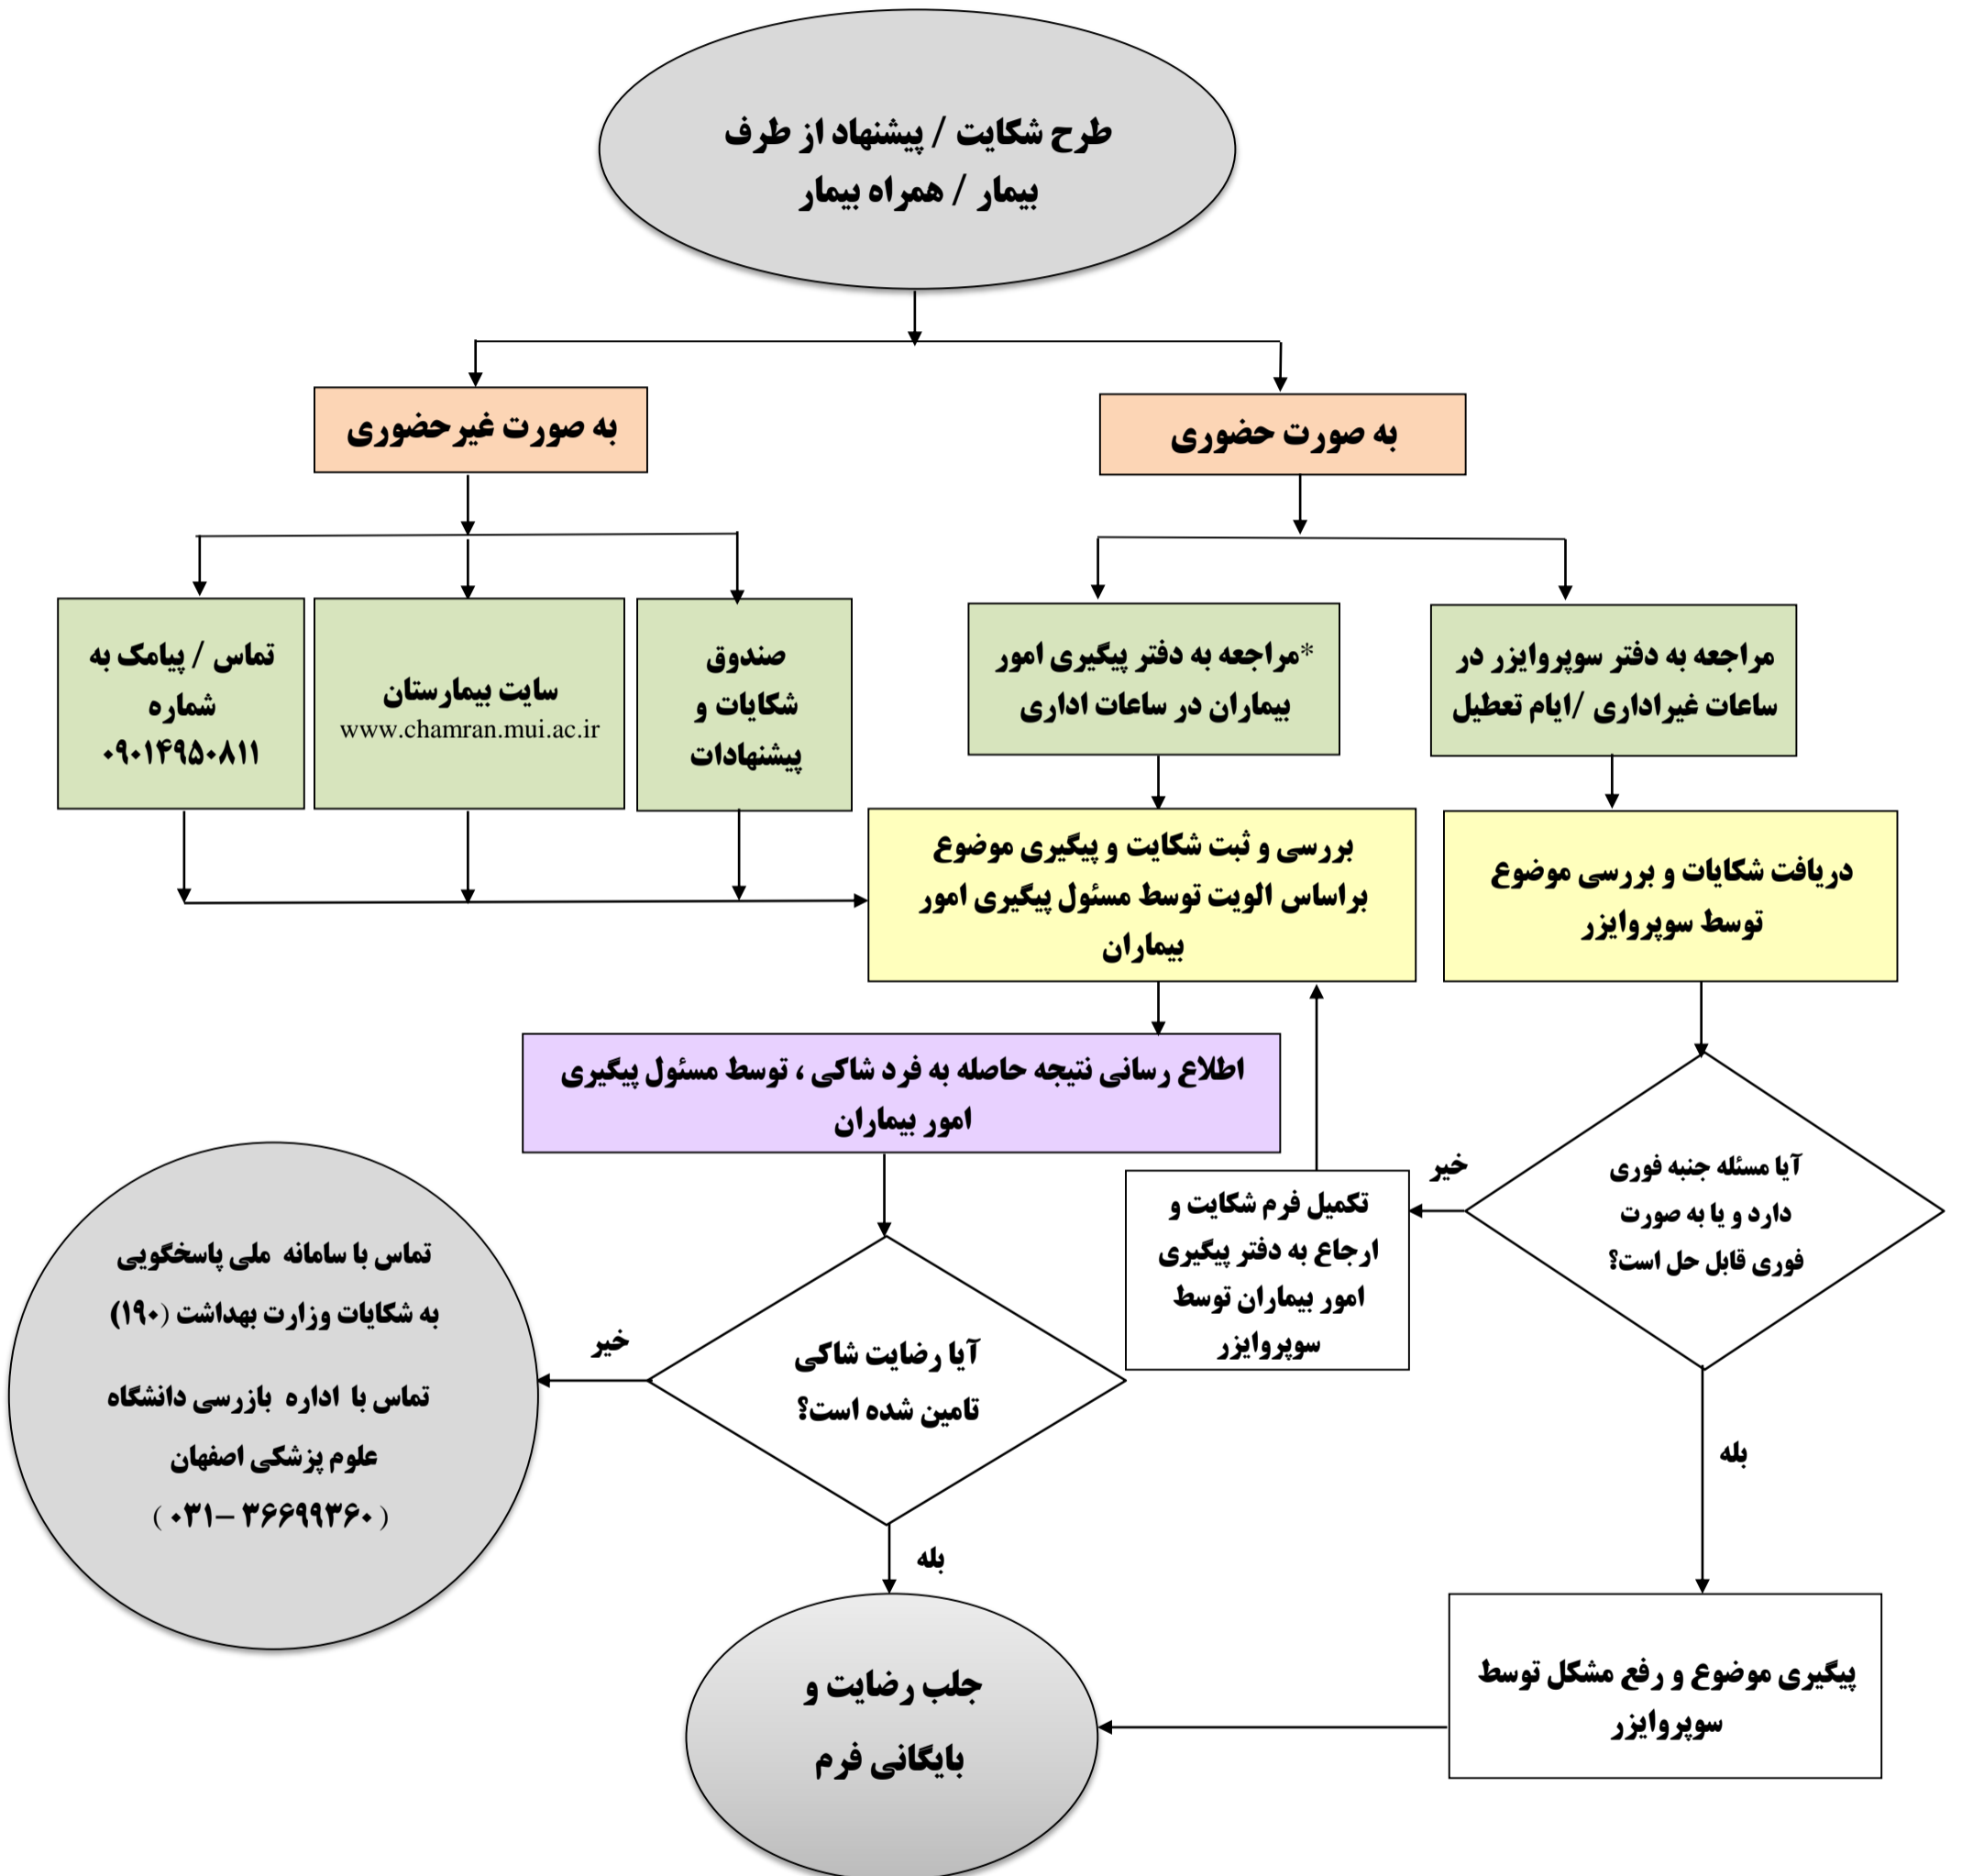 طرح شکایت / پیشنهاد از طرف
بیمار / همراه بیمار
به صورت حضوری
به صورت غیرحضوری
مراجعه به دفتر سوپروایزر در
ساعات غیراداری /ایام تعطیل
*مراجعه به دفتر پیگیری امور
بیماران در ساعات اداری
صندوق
شکایات و
پیشنهادات
سایت بیمارستان
www.chamran.mui.ac.ir
تماس / پیامک به
شماره
۰۹۰۱۴۹۵۰۸۱۱
دریافت شکایات و بررسی موضوع
توسط سوپروایزر
بررسی و ثبت شکایت و پیگیری موضوع
براساس الویت توسط مسئول پیگیری امور
بیماران
اطلاع رسانی نتیجه حاصله به فرد شاکی ، توسط مسئول پیگیری
امور بیماران
آیا مسئله جنبه فوری
دارد و یا به صورت
فوری قابل حل است؟
خیر
تکمیل فرم شکایت و
ارجاع به دفتر پیگیری
امور بیماران توسط
سوپروایزر
بله
آیا رضایت شاکی
تامین شده است؟
خیر
تماس با سامانه ملی پاسخگویی
به شکایات وزارت بهداشت (۱۹۰)
تماس با اداره بازرسی دانشگاه
علوم پزشکی اصفهان
( ۰۳۱– ۳۶۶۹۹۳۶۰ )
بله
پیگیری موضوع و رفع مشکل توسط
سوپروایزر
جلب رضایت و
بایگانی فرم